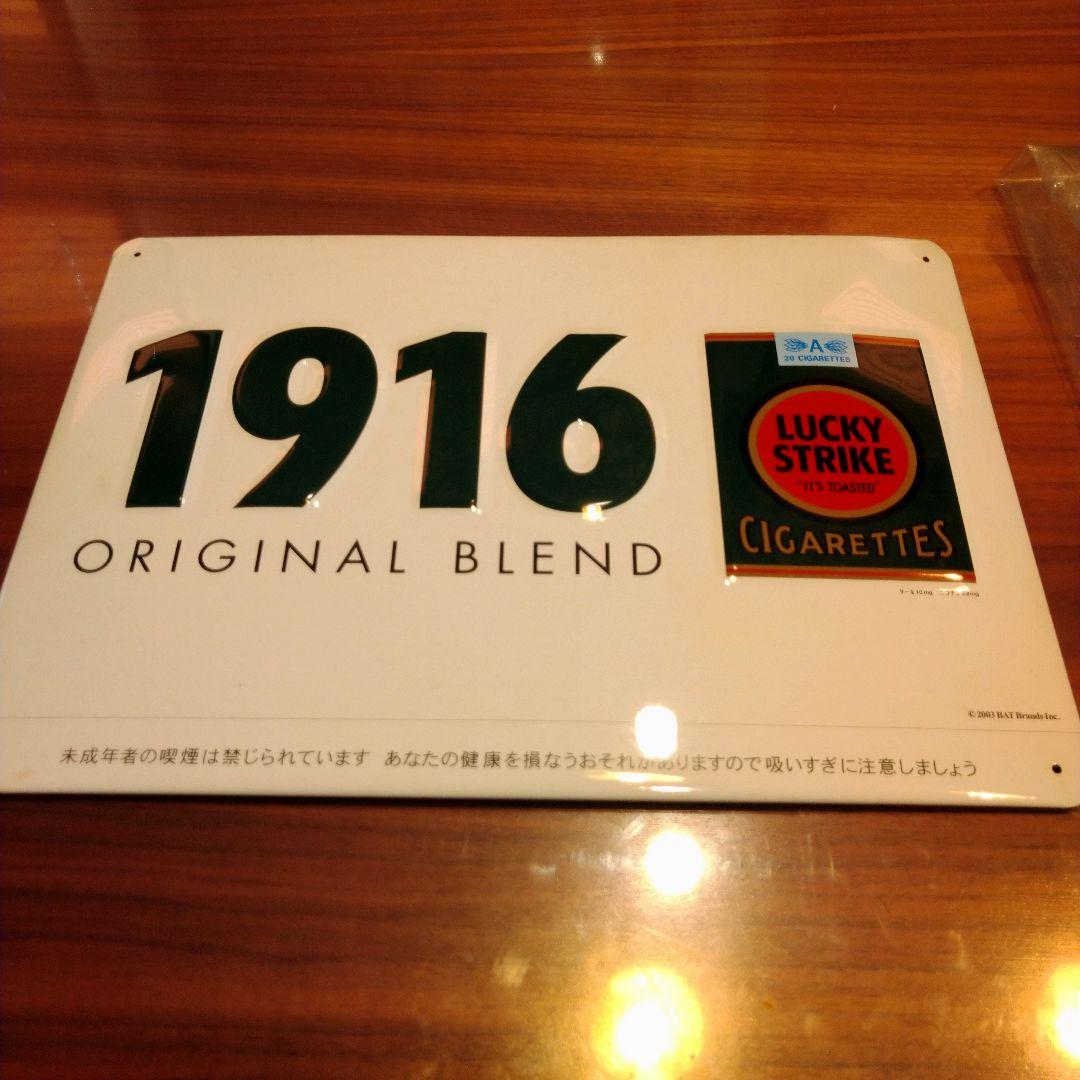 1916
ORIGINAL BLEND
A
20 CIGARETTES
LUCKY
STRIKE
"IT'S TOASTED"
CIGARETTES
© 2003 BAT Brands Inc.
未成年者の喫煙は禁じられています あなたの健康を損なうおそれがありますので吸いすぎに注意しましょう